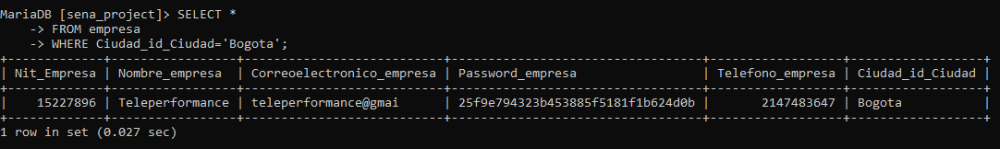 MariaDB [sena_project]> SELECT *
    -> FROM empresa
    -> WHERE Ciudad_id_Ciudad='Bogota';
+-------------+------------------+---------------------------+----------------------------------+------------------+------------------+
| Nit_Empresa | Nombre_empresa | Correoelectronico_empresa | Password_empresa | Telefono_empresa | Ciudad_id_Ciudad |
+-------------+------------------+---------------------------+----------------------------------+------------------+------------------+
| 15227896 | Teleperformance | teleperformance@gmai | 25f9e794323b453885f5181f1b624d0b | 2147483647 | Bogota |
+-------------+------------------+---------------------------+----------------------------------+------------------+------------------+
1 row in set (0.027 sec)